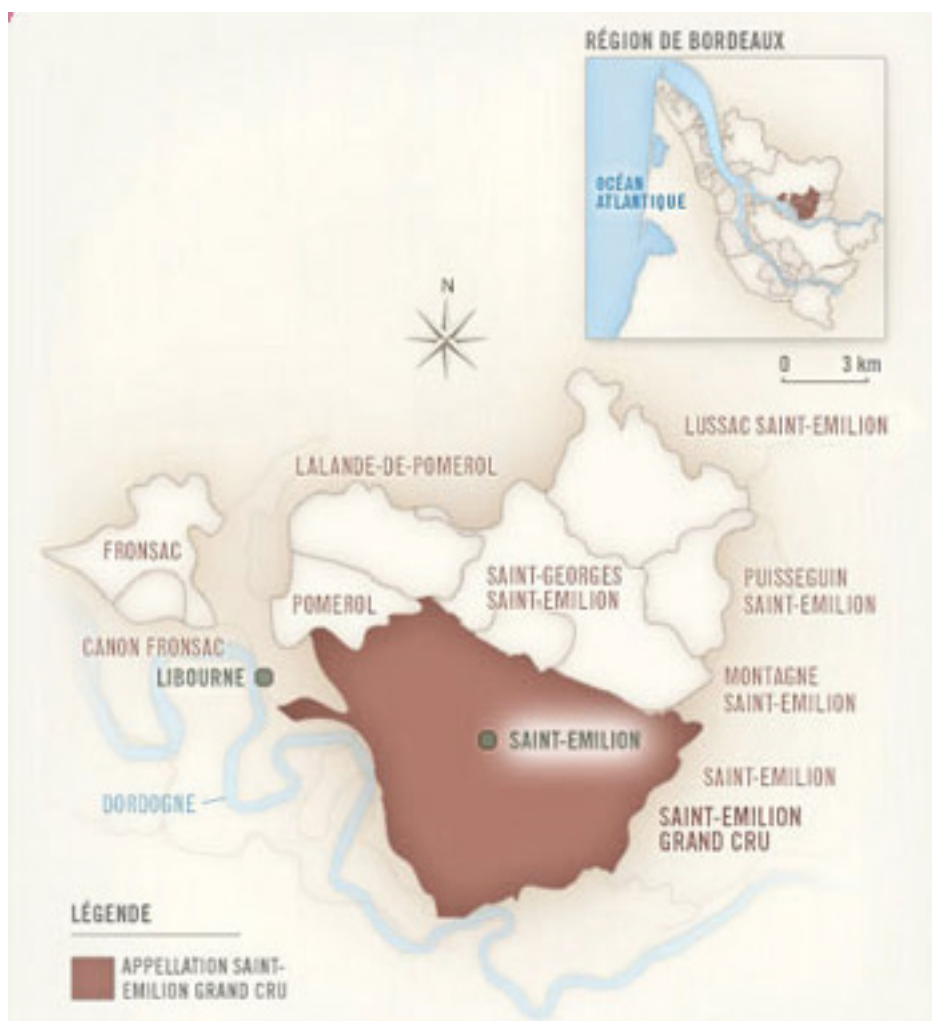 RÉGION DE BORDEAUX
OCÉAN
ATLANTIQUE
N
0 3 km
LUSSAC SAINT-EMILION
LALANDE-DE-POMEROL
FRONSAC
SAINT-GEORGES
SAINT-EMILION
PUISSEGUIN
SAINT-EMILION
POMEROL
CANON FRONSAC
LIBOURNE
MONTAGNE
SAINT-EMILION
SAINT-EMILION
SAINT-EMILION
DORDOGNE
SAINT-EMILION
GRAND CRU
LÉGENDE
APPELLATION SAINT-
EMILION GRAND CRU